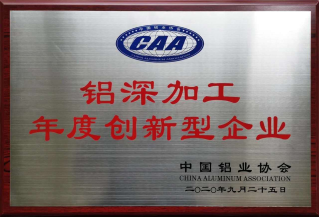 CAA
铝深加工
年度创新型企业
中国铝业协会
CHINA ALUMINUM ASSOCIATION
二〇二〇年九月二十五日